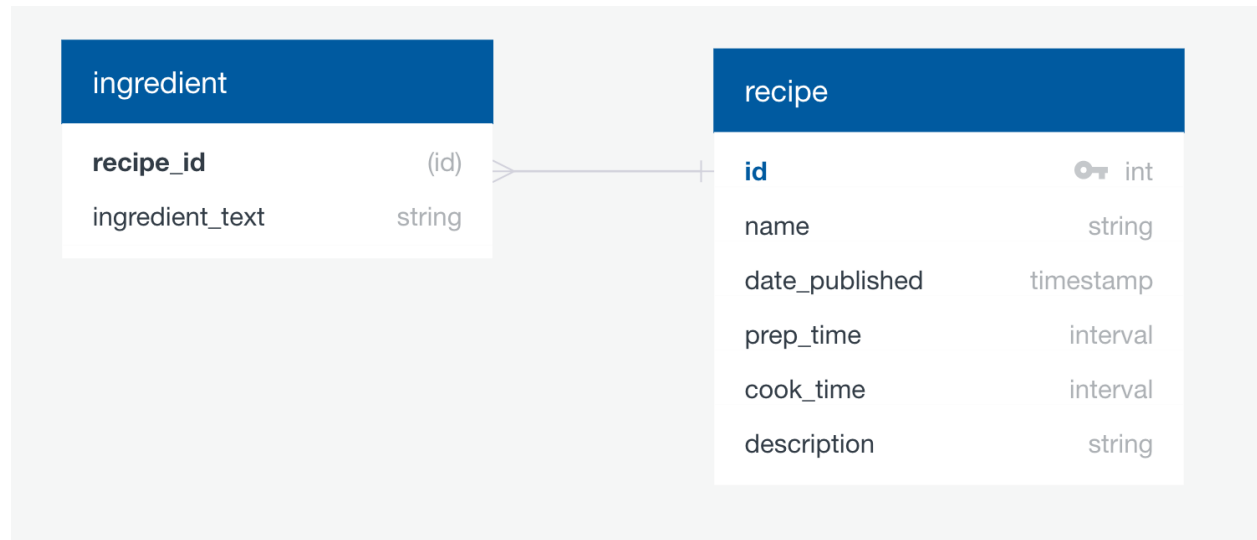 ingredient
recipe_id (id)
ingredient_text string
recipe
id int
name string
date_published timestamp
prep_time interval
cook_time interval
description string